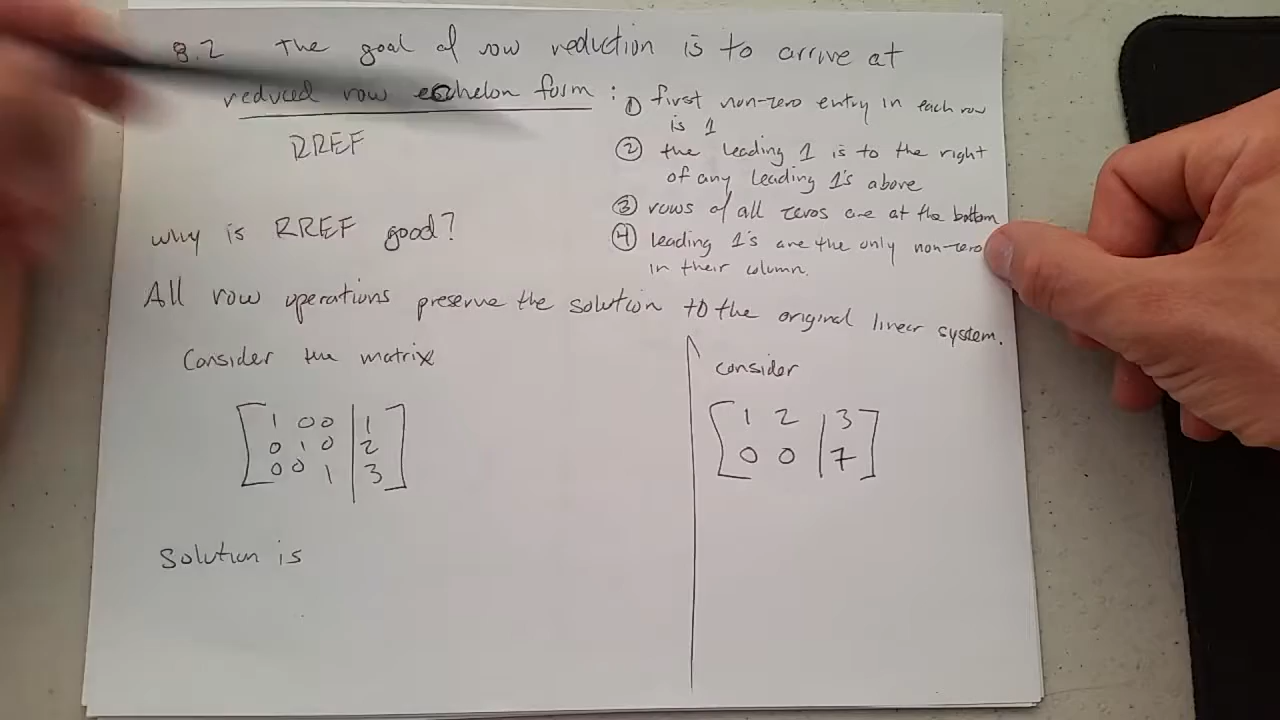 8.2 The goal of row reduction is to arrive at
reduced row echelon form :
RREF
① first non-zero entry in each row
is 1
② the leading 1 is to the right
of any leading 1's above
③ rows of all zeros are at the bottom
④ leading 1's are the only non-zero
in their column.
why is RREF good?
All row operations preserve the solution to the original linear system.
Consider the matrix
1 0 0 | 1
0 1 0 | 2
0 0 1 | 3
Solution is
consider
1 2 | 3
0 0 | 7